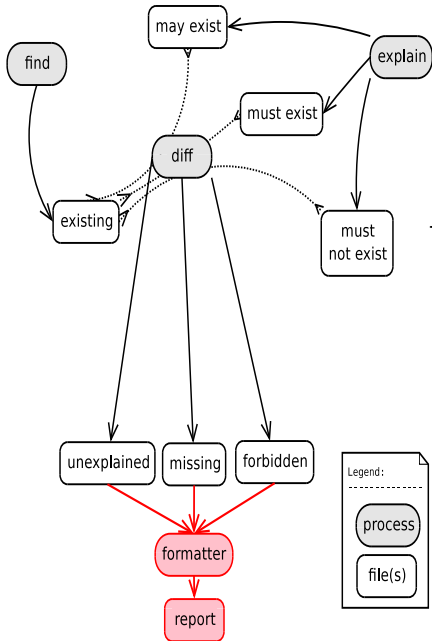 may exist
find
explain
must exist
diff
existing
must
not exist
unexplained
missing
forbidden
Legend:
process
formatter
file(s)
report